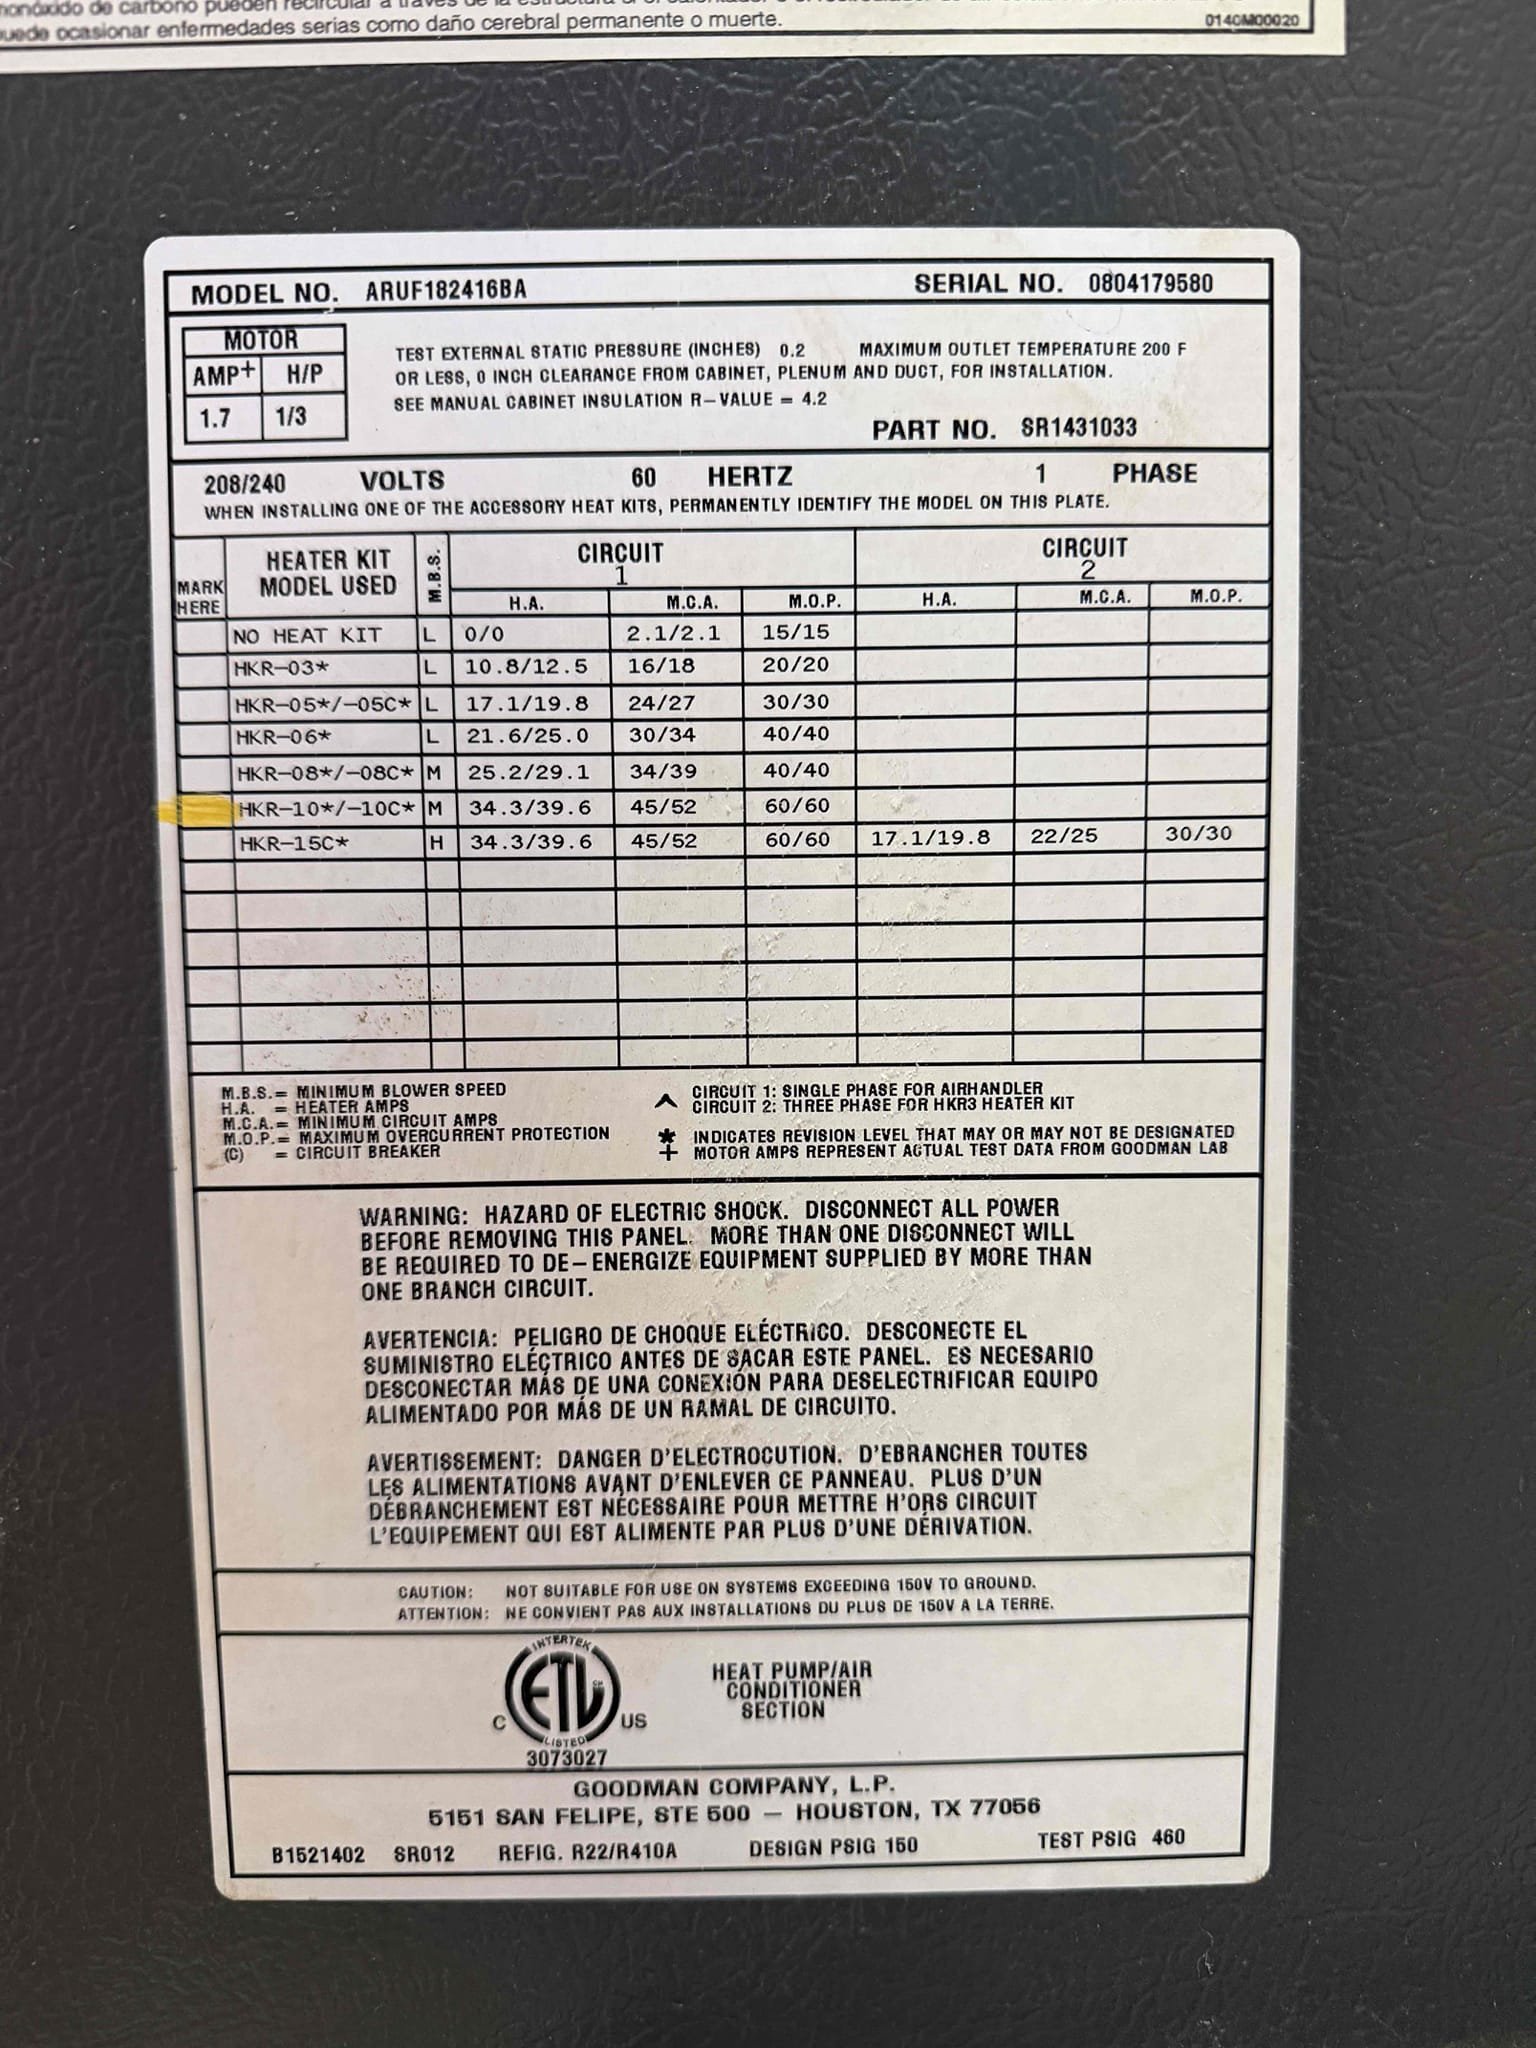 de carbono pueden recircular a través de la estructura si el calentador
puede ocasionar enfermedades serias como daño cerebral permanente o muerte.
0140M00020
MODEL NO. ARUF182416BA SERIAL NO. 0804179580
MOTOR
AMP+ H/P
1.7 1/3
TEST EXTERNAL STATIC PRESSURE (INCHES) 0.2 MAXIMUM OUTLET TEMPERATURE 200 F
OR LESS, 0 INCH CLEARANCE FROM CABINET, PLENUM AND DUCT, FOR INSTALLATION.
SEE MANUAL CABINET INSULATION R-VALUE = 4.2
PART NO. SR1431033
208/240 VOLTS 60 HERTZ 1 PHASE
WHEN INSTALLING ONE OF THE ACCESSORY HEAT KITS, PERMANENTLY IDENTIFY THE MODEL ON THIS PLATE.
MARK HERE
HEATER KIT
MODEL USED
M.B.S.
CIRCUIT
1
CIRCUIT
2
H.A. M.C.A. M.O.P. H.A. M.C.A. M.O.P.
NO HEAT KIT L 0/0 2.1/2.1 15/15
HKR-03* L 10.8/12.5 16/18 20/20
HKR-05*/-05C* L 17.1/19.8 24/27 30/30
HKR-06* L 21.6/25.0 30/34 40/40
HKR-08*/-08C* M 25.2/29.1 34/39 40/40
HKR-10*/-10C* M 34.3/39.6 45/52 60/60
HKR-15C* H 34.3/39.6 45/52 60/60 17.1/19.8 22/25 30/30
M.B.S.= MINIMUM BLOWER SPEED
H.A. = HEATER AMPS
M.C.A.= MINIMUM CIRCUIT AMPS
M.O.P.= MAXIMUM OVERCURRENT PROTECTION
(C) = CIRCUIT BREAKER
^ CIRCUIT 1: SINGLE PHASE FOR AIRHANDLER
CIRCUIT 2: THREE PHASE FOR HKR3 HEATER KIT
* INDICATES REVISION LEVEL THAT MAY OR MAY NOT BE DESIGNATED
+ MOTOR AMPS REPRESENT ACTUAL TEST DATA FROM GOODMAN LAB
WARNING: HAZARD OF ELECTRIC SHOCK. DISCONNECT ALL POWER
BEFORE REMOVING THIS PANEL. MORE THAN ONE DISCONNECT WILL
BE REQUIRED TO DE-ENERGIZE EQUIPMENT SUPPLIED BY MORE THAN
ONE BRANCH CIRCUIT.
AVERTENCIA: PELIGRO DE CHOQUE ELÉCTRICO. DESCONECTE EL
SUMINISTRO ELÉCTRICO ANTES DE SACAR ESTE PANEL. ES NECESARIO
DESCONECTAR MÁS DE UNA CONEXIÓN PARA DESELECTRIFICAR EQUIPO
ALIMENTADO POR MÁS DE UN RAMAL DE CIRCUITO.
AVERTISSEMENT: DANGER D'ELECTROCUTION. D'EBRANCHER TOUTES
LES ALIMENTATIONS AVANT D'ENLEVER CE PANNEAU. PLUS D'UN
DÉBRANCHEMENT EST NÉCESSAIRE POUR METTRE H'ORS CIRCUIT
L'EQUIPEMENT QUI EST ALIMENTE PAR PLUS D'UNE DÉRIVATION.
CAUTION: NOT SUITABLE FOR USE ON SYSTEMS EXCEEDING 150V TO GROUND.
ATTENTION: NE CONVIENT PAS AUX INSTALLATIONS DU PLUS DE 150V A LA TERRE.
INTERTEK
ETL CM
C US
LISTED
3073027
HEAT PUMP/AIR
CONDITIONER
SECTION
GOODMAN COMPANY, L.P.
5151 SAN FELIPE, STE 500 - HOUSTON, TX 77056
B1521402 SR012 REFIG. R22/R410A DESIGN PSIG 150 TEST PSIG 460